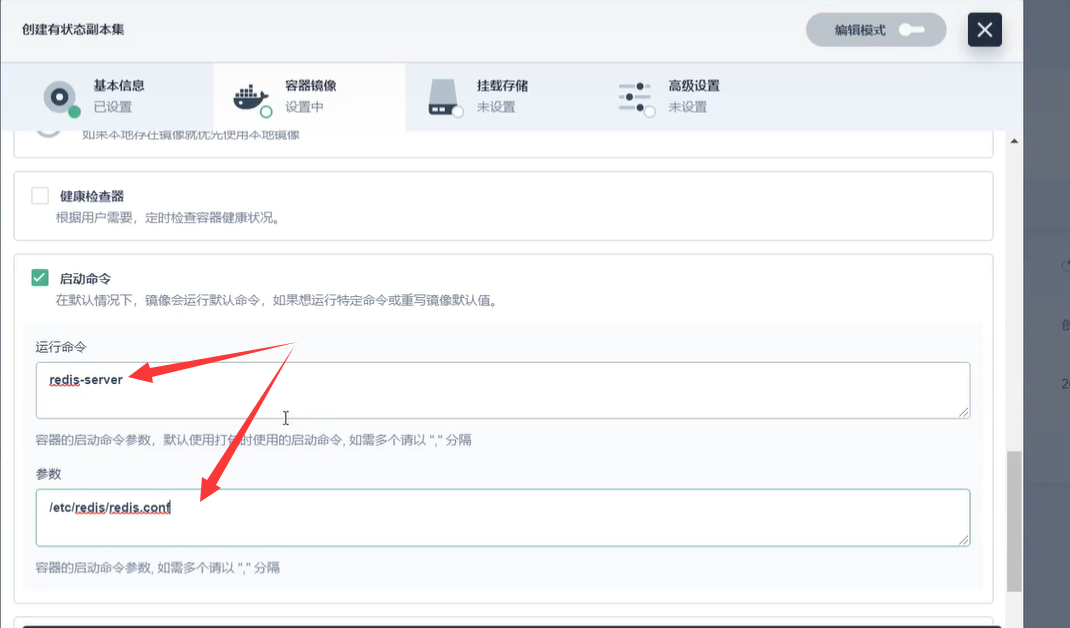 创建有状态副本集
编辑模式
基本信息
已设置
容器镜像
设置中
挂载存储
未设置
高级设置
未设置
如果本地存在镜像就优先使用本地镜像
健康检查器
根据用户需要，定时检查容器健康状况。
启动命令
在默认情况下，镜像会运行默认命令，如果想运行特定命令或重写镜像默认值。
运行命令
redis-server
容器的启动命令参数，默认使用打包时使用的启动命令, 如需多个请以 "," 分隔
参数
/etc/redis/redis.conf
容器的启动命令参数, 如需多个请以 "," 分隔